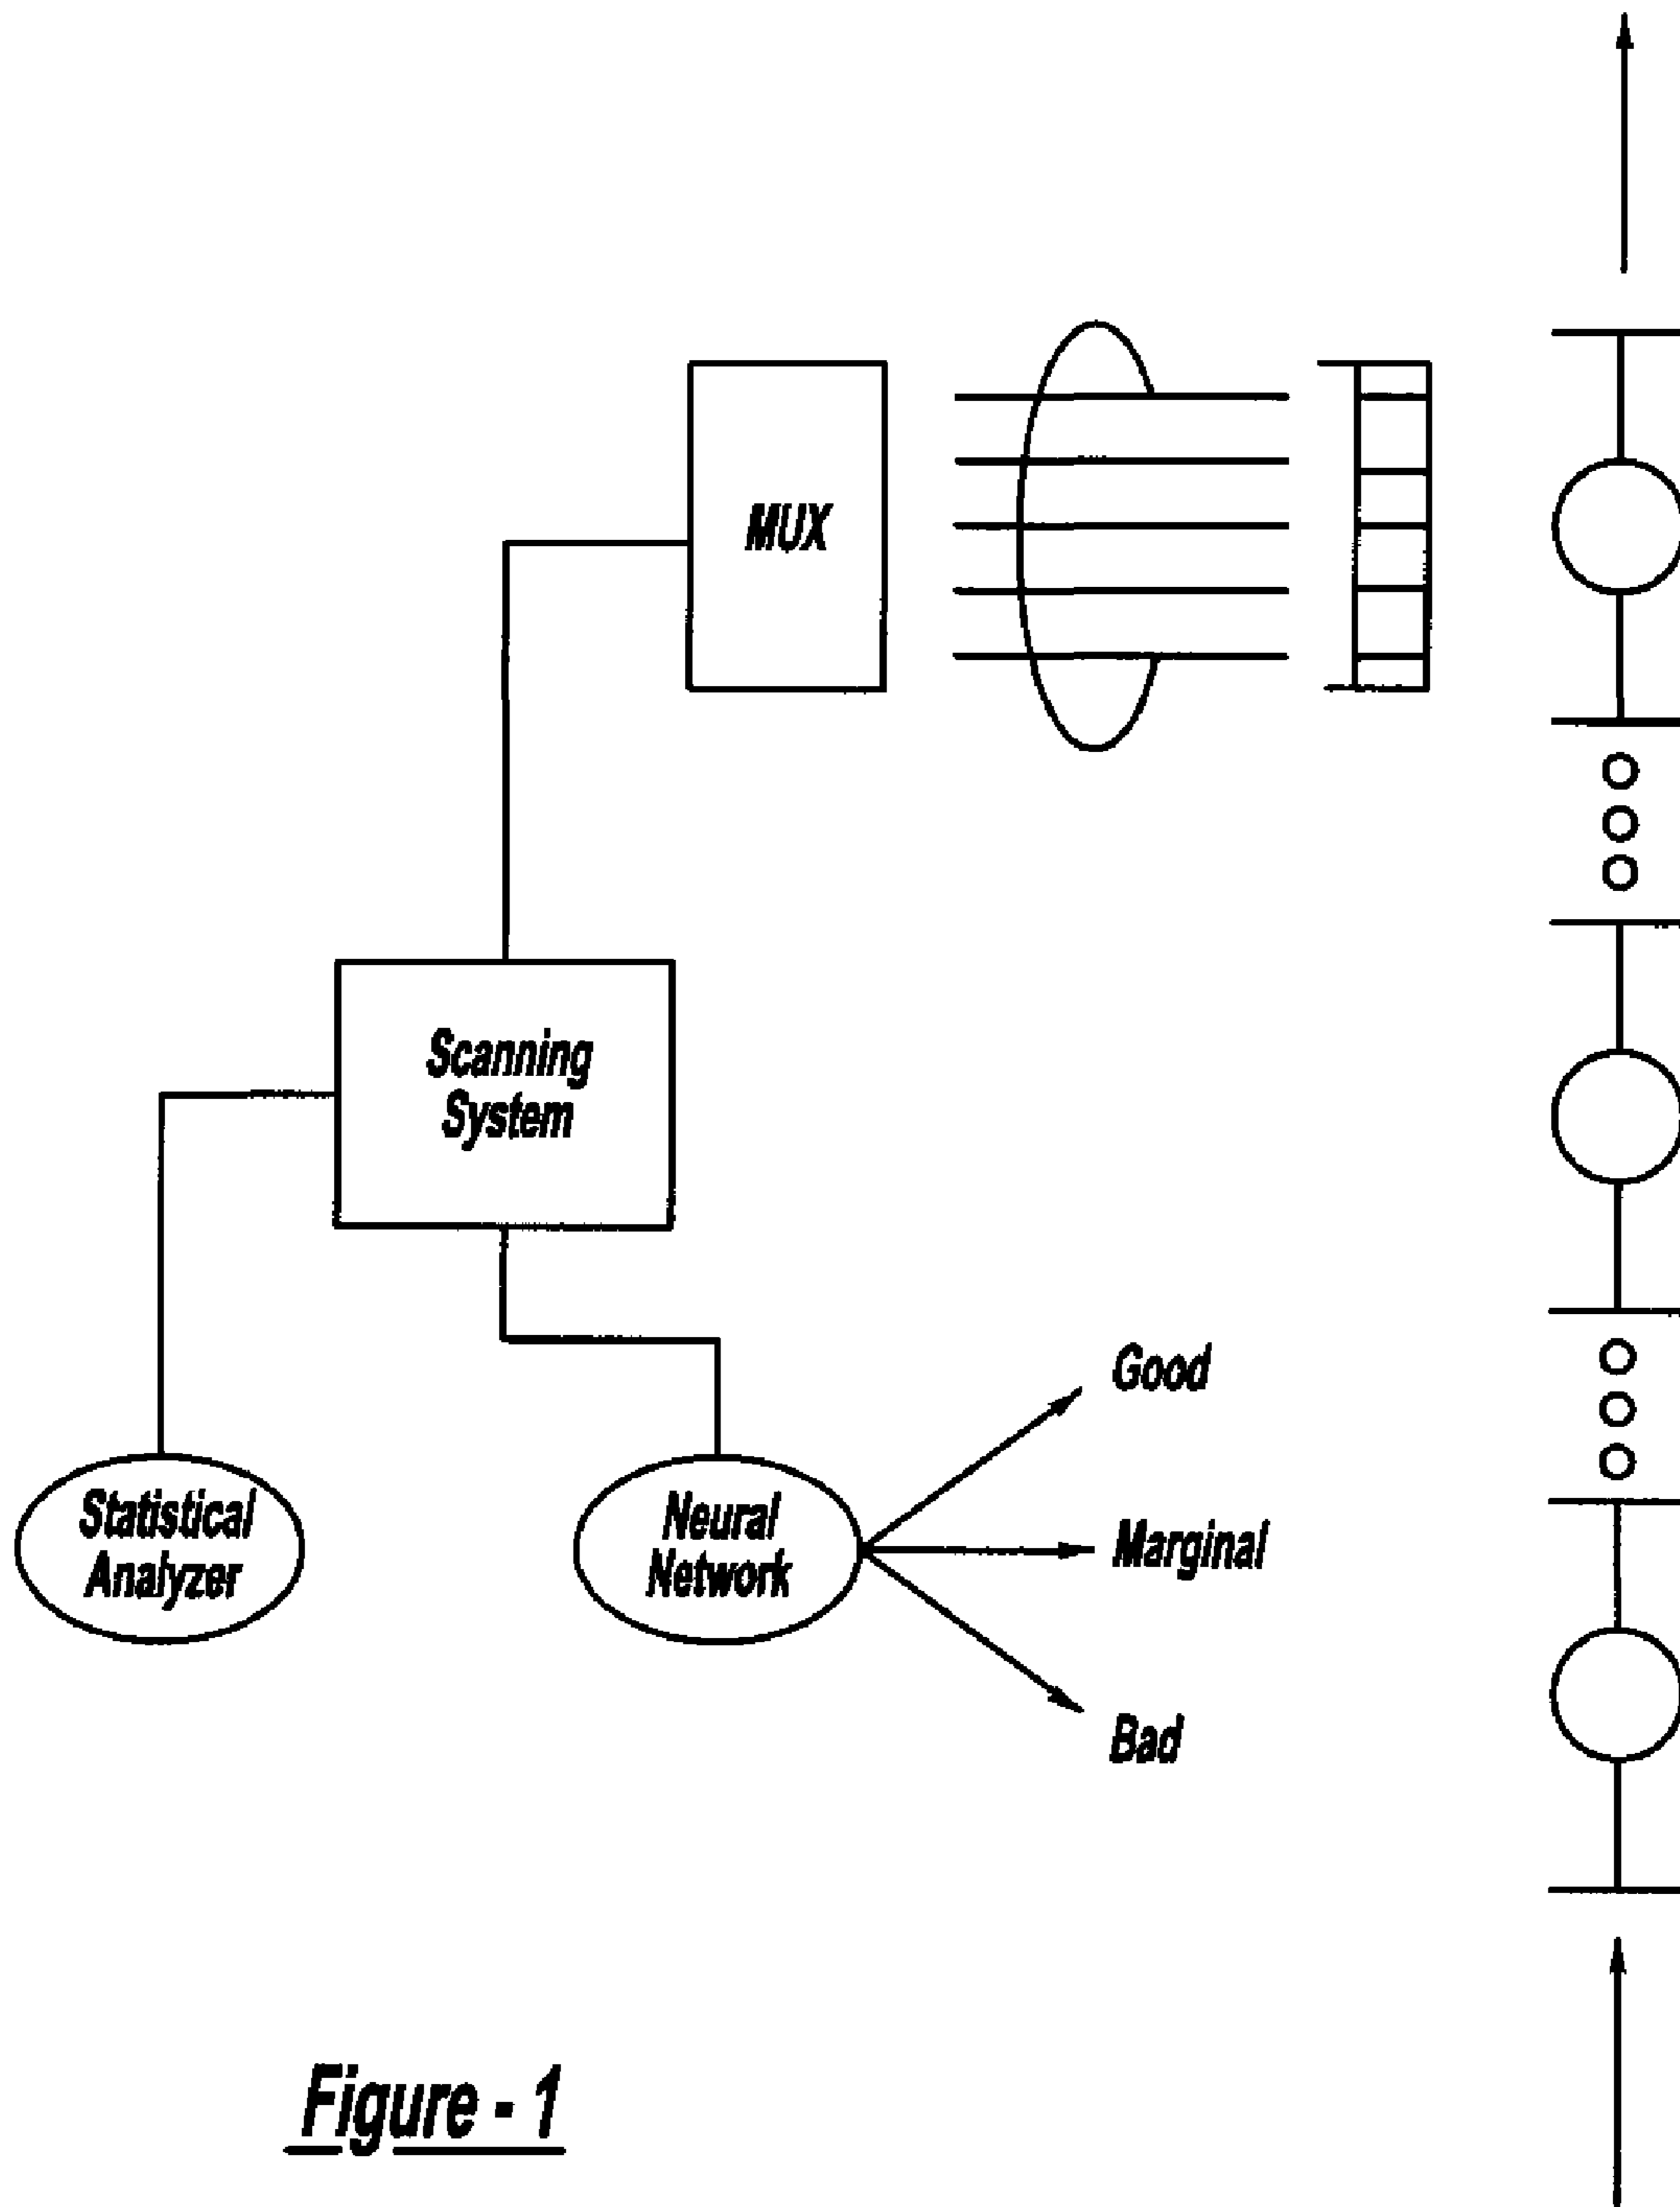 MUX
Scanning
System
Good
Statistical
Analyzer
Neural
Network
Marginal
Bad
Figure - 1